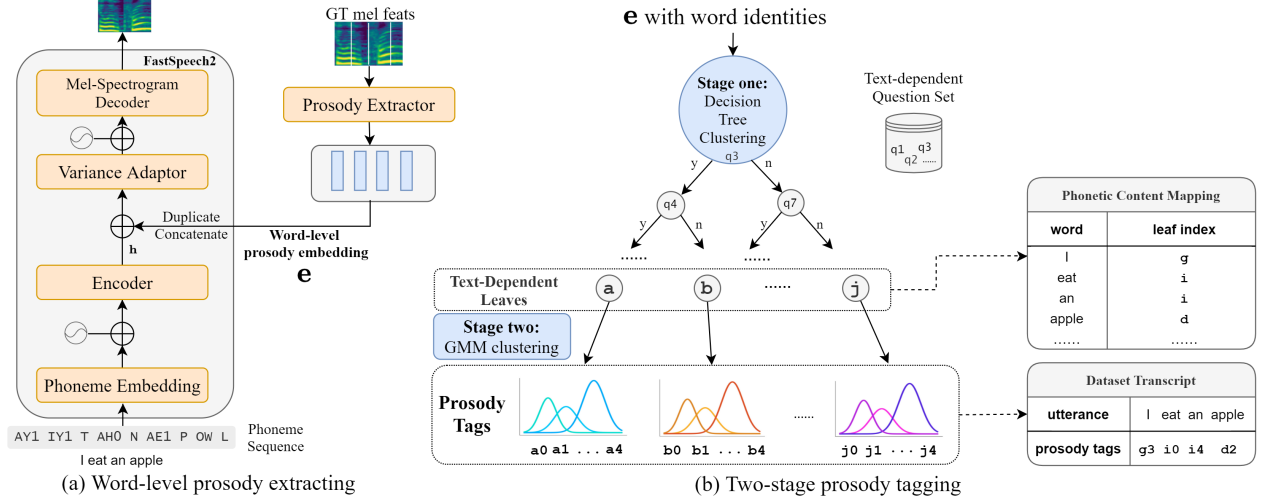 GT mel feats
FastSpeech2
Mel-Spectrogram
Decoder
Prosody Extractor
Variance Adaptor
Duplicate
Concatenate
h
Word-level
prosody embedding
e
Encoder
Phoneme Embedding
AY1 IY1 T AH0 N AE1 P OW L
Phoneme
Sequence
I eat an apple
(a) Word-level prosody extracting
e with word identities
Stage one:
Decision
Tree
Clustering
q3
Text-dependent
Question Set
q1 q3
q2 ......
y n
q4 q7
y n y n
...... ......
Text-Dependent
Leaves
a b ...... j
Stage two:
GMM clustering
Prosody
Tags
......
a0 a1 ... a4 b0 b1 ... b4 j0 j1 ... j4
(b) Two-stage prosody tagging
Phonetic Content Mapping
word leaf index
I g
eat i
an i
apple d
...... ......
Dataset Transcript
utterance I eat an apple
prosody tags g3 i0 i4 d2